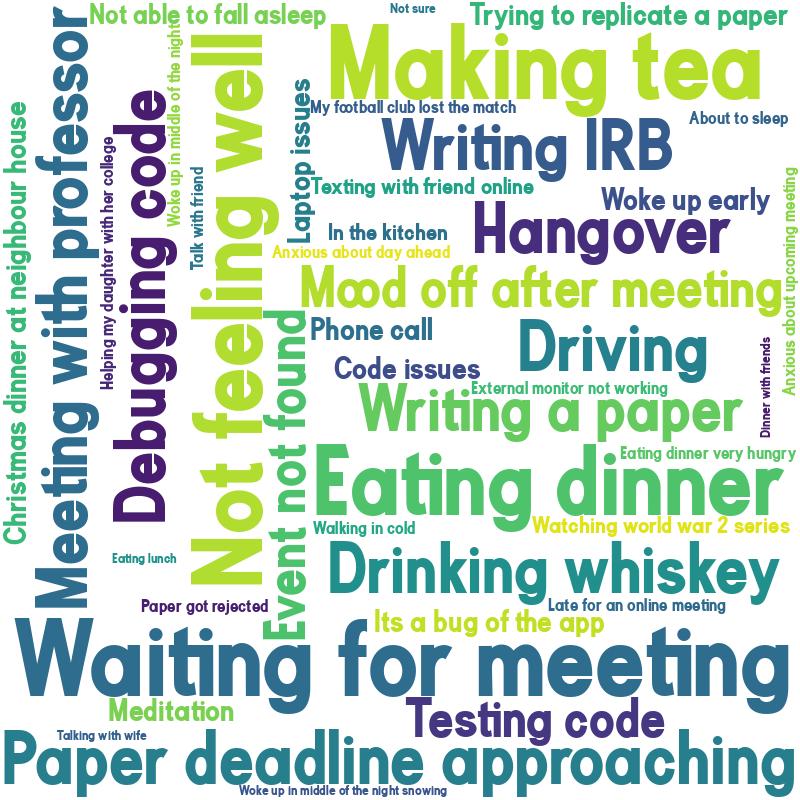 Not able to fall asleep
Not sure
Trying to replicate a paper
Making tea
My football club lost the match
About to sleep
Writing IRB
Texting with friend online
Woke up early
In the kitchen
Hangover
Anxious about day ahead
Mood off after meeting
Phone call
Driving
Code issues
External monitor not working
Writing a paper
Eating dinner very hungry
Eating dinner
Walking in cold
Watching world war 2 series
Drinking whiskey
Late for an online meeting
Its a bug of the app
Christmas dinner at neighbour house
Meeting with professor
Helping my daughter with her college
Debugging code
Woke up in middle of the night
Talk with friend
Not feeling well
Laptop issues
Event not found
Anxious about upcoming meeting
Dinner with friends
Eating lunch
Paper got rejected
Waiting for meeting
Meditation
Testing code
Talking with wife
Paper deadline approaching
Woke up in middle of the night snowing